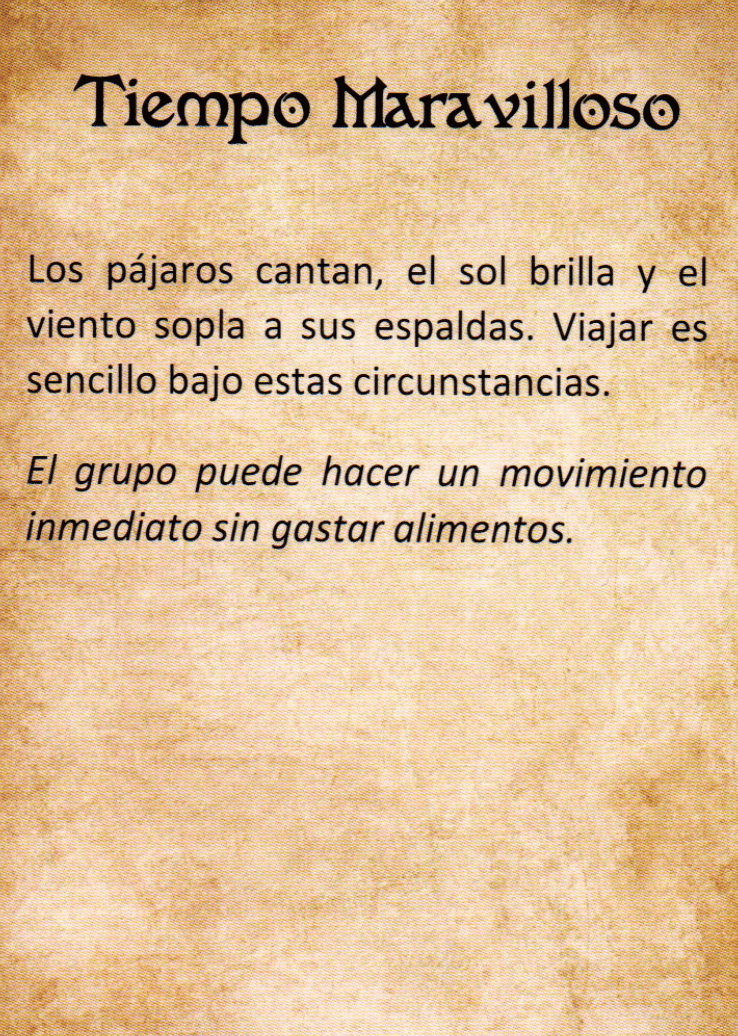 Tiempo Maravilloso
Los pájaros cantan, el sol brilla y el
viento sopla a sus espaldas. Viajar es
sencillo bajo estas circunstancias.
El grupo puede hacer un movimiento
inmediato sin gastar alimentos.